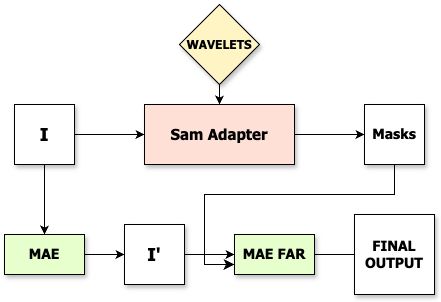 WAVELETS
I
Sam Adapter
Masks
MAE
I'
MAE FAR
FINAL
OUTPUT